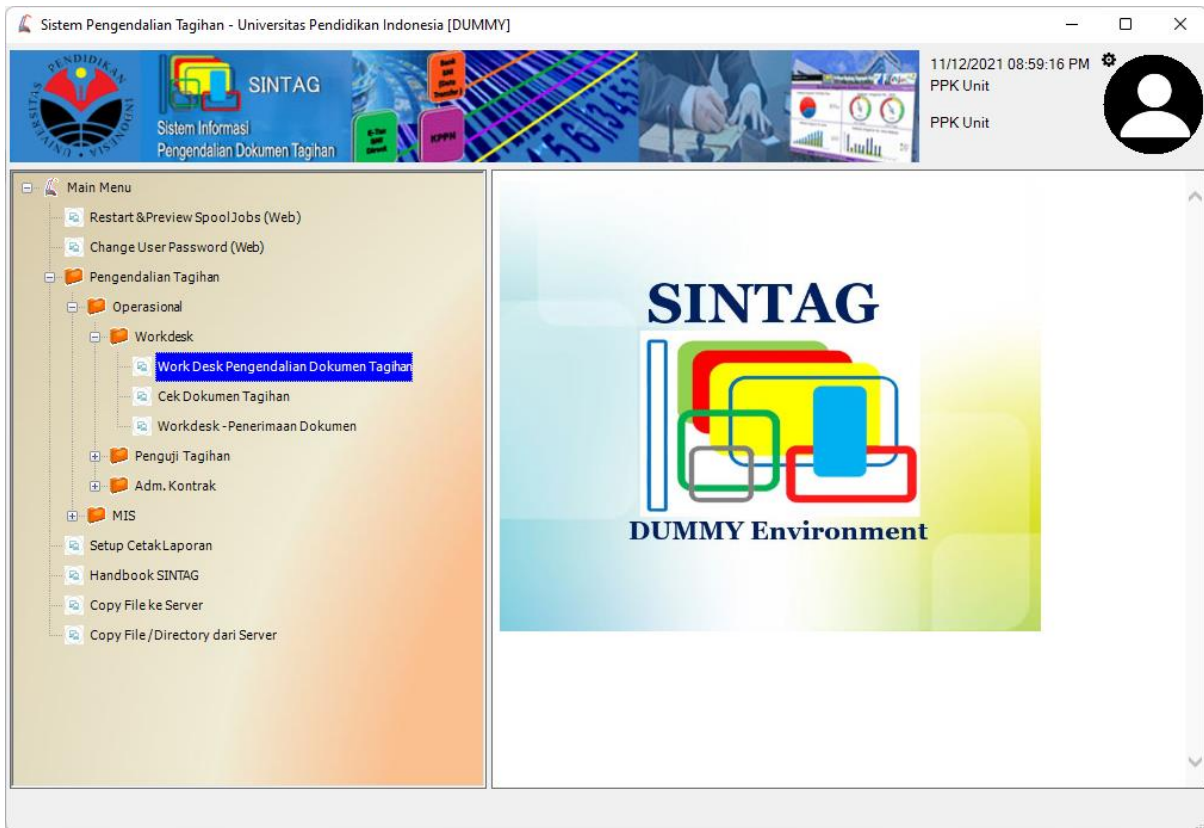 Sistem Pengendalian Tagihan - Universitas Pendidikan Indonesia [DUMMY]
UNIVERSITAS PENDIDIKAN INDONESIA
SINTAG
Sistem Informasi
Pengendalian Dokumen Tagihan
KPPN
11/12/2021 08:59:16 PM
PPK Unit
PPK Unit
Main Menu
Restart &Preview Spool Jobs (Web)
Change User Password (Web)
Pengendalian Tagihan
Operasional
Workdesk
Work Desk Pengendalian Dokumen Tagihan
Cek Dokumen Tagihan
Workdesk - Penerimaan Dokumen
Penguji Tagihan
Adm. Kontrak
MIS
Setup Cetak Laporan
Handbook SINTAG
Copy File ke Server
Copy File / Directory dari Server
SINTAG
DUMMY Environment